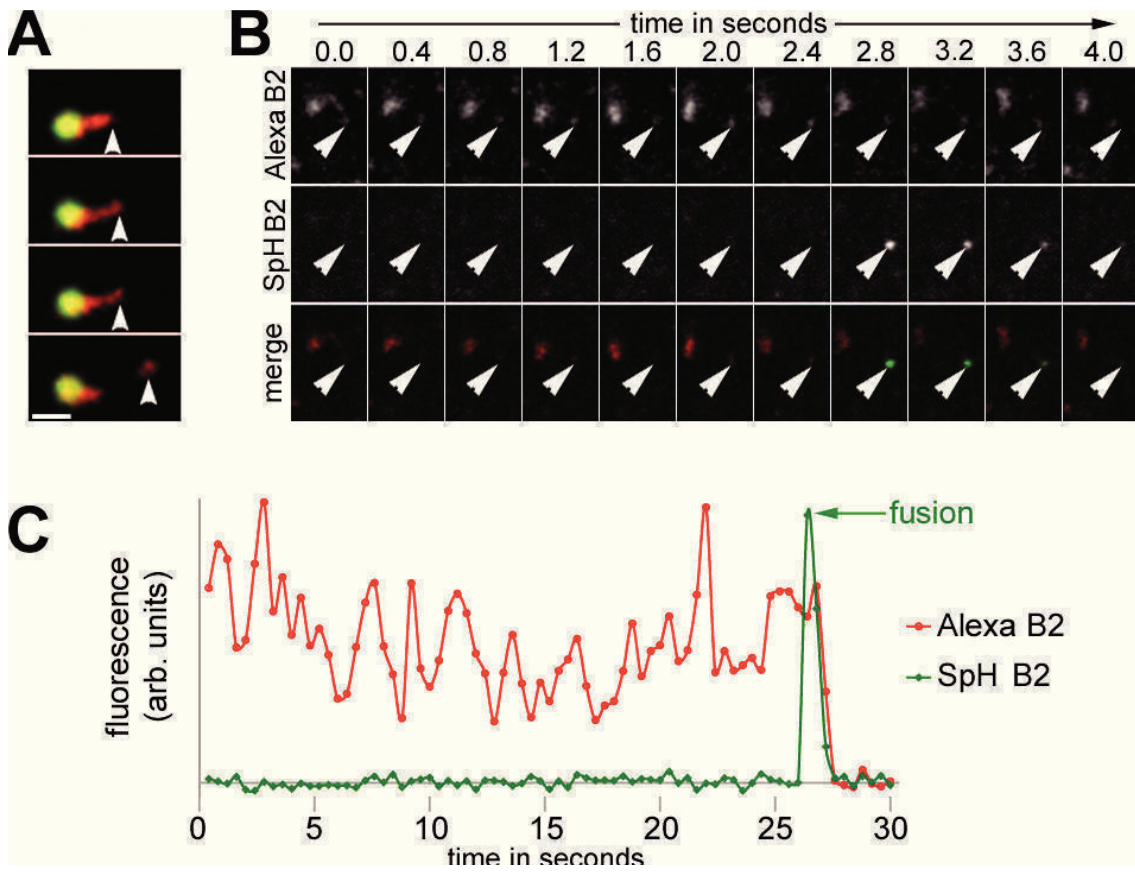 A
B
time in seconds
0.0 0.4 0.8 1.2 1.6 2.0 2.4 2.8 3.2 3.6 4.0
Alexa B2
SpH B2
merge
C
fluorescence
(arb. units)
fusion
Alexa B2
SpH B2
0 5 10 15 20 25 30
time in seconds